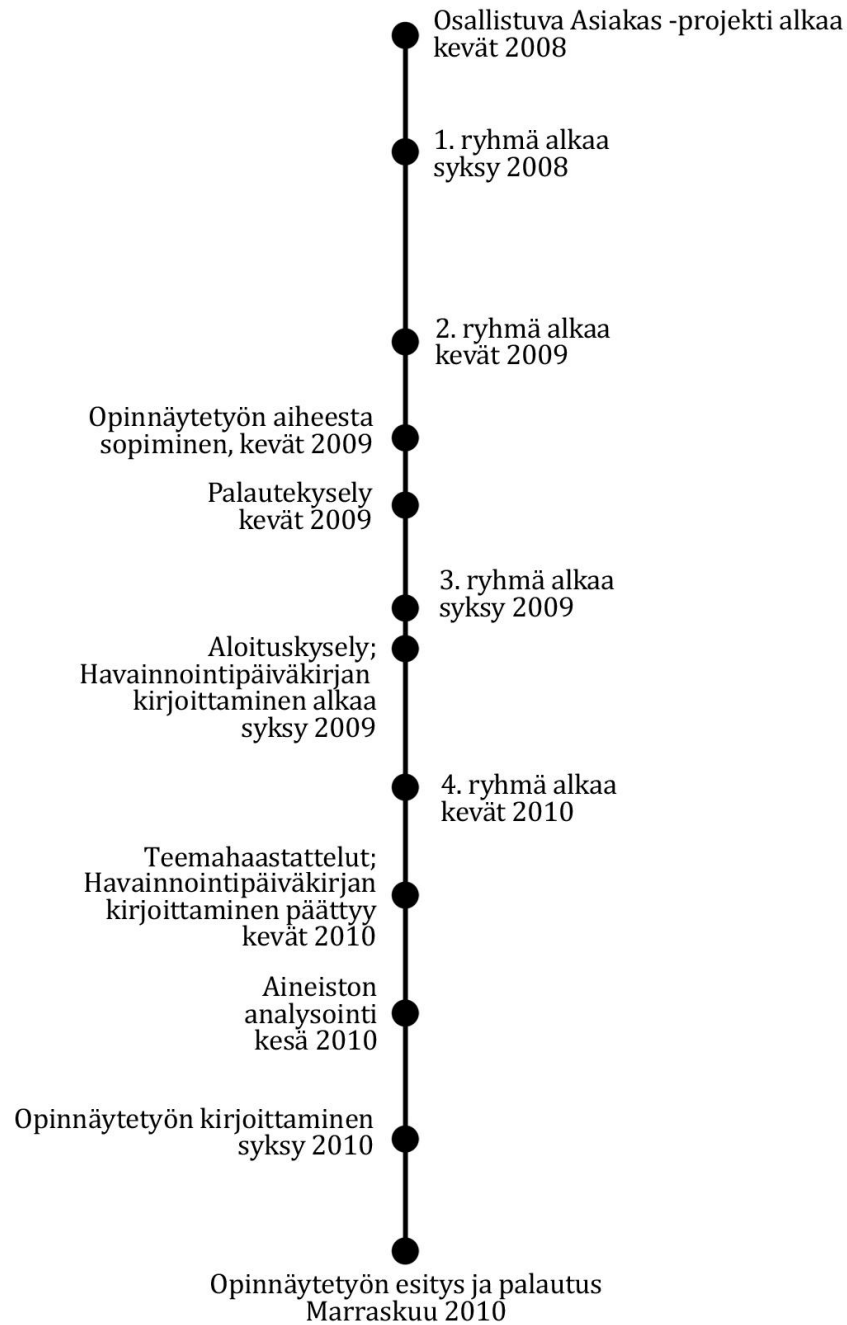 Osallistuva Asiakas -projekti alkaa
kevät 2008
1. ryhmä alkaa
syksy 2008
2. ryhmä alkaa
kevät 2009
Opinnäytetyön aiheesta
sopiminen, kevät 2009
Palautekysely
kevät 2009
3. ryhmä alkaa
syksy 2009
Aloituskysely;
Havainnointipäiväkirjan
kirjoittaminen alkaa
syksy 2009
4. ryhmä alkaa
kevät 2010
Teemahaastattelut;
Havainnointipäiväkirjan
kirjoittaminen päättyy
kevät 2010
Aineiston
analysointi
kesä 2010
Opinnäytetyön kirjoittaminen
syksy 2010
Opinnäytetyön esitys ja palautus
Marraskuu 2010